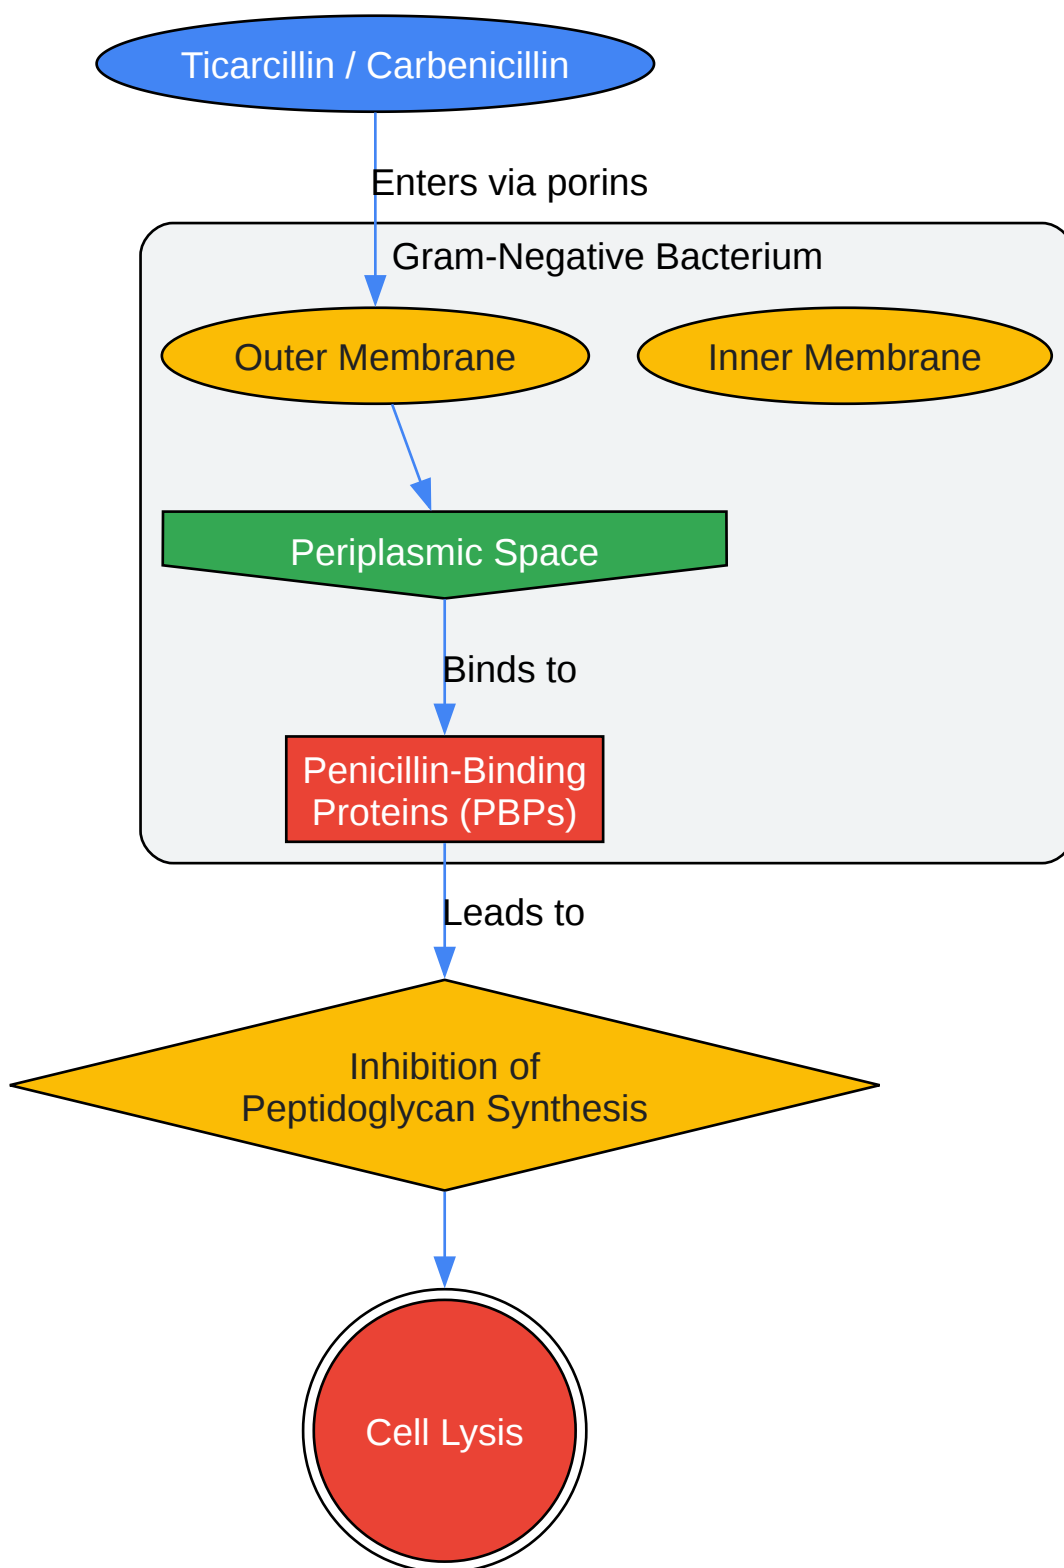 Ticarcillin / Carbenicillin
Enters via porins
Gram-Negative Bacterium
Outer Membrane
Inner Membrane
Periplasmic Space
Binds to
Penicillin-Binding
Proteins (PBPs)
Leads to
Inhibition of
Peptidoglycan Synthesis
Cell Lysis